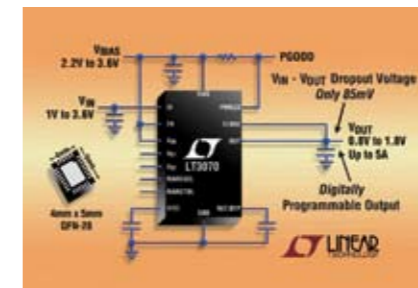 VBIAS
2.2V to 3.6V
PGOOD
VIN - VOUT Dropout Voltage
Only 85mV
VIN
1V to 3.6V
VOUT
0.8V to 1.8V
Up to 5A
LT3070
Digitally
Programmable Output
4mm x 5mm
QFN-28
LINEAR
TECHNOLOGY